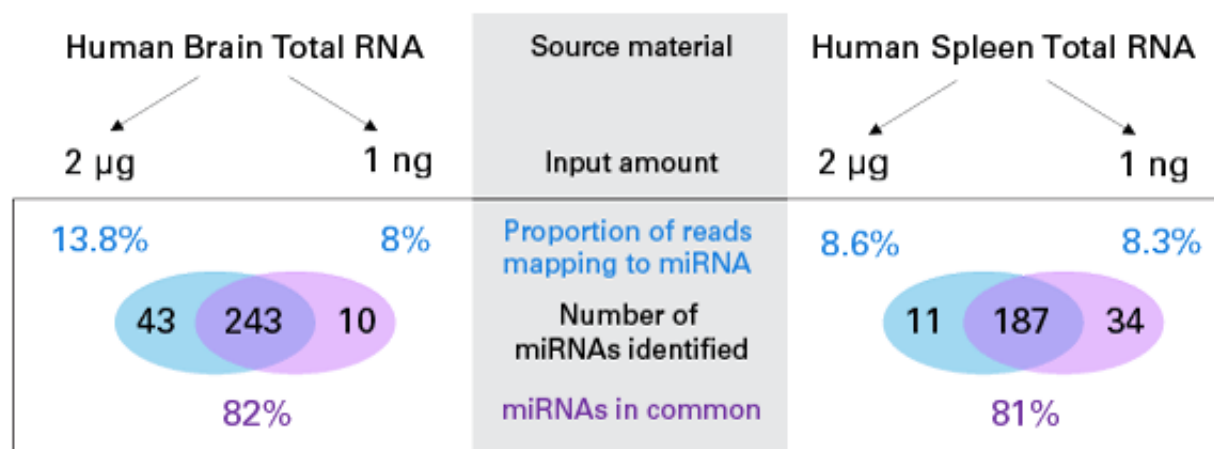 Human Brain Total RNA
Source material
Human Spleen Total RNA
2 µg
1 ng
Input amount
2 µg
1 ng
13.8%
8%
Proportion of reads
mapping to miRNA
8.6%
8.3%
43
243
10
Number of
miRNAs identified
11
187
34
82%
miRNAs in common
81%